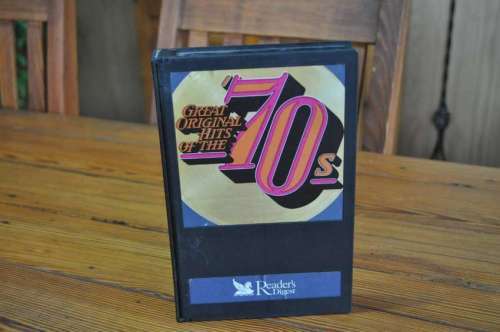 GREAT
ORIGINAL
HITS
OF THE
'70s
Reader's
Digest